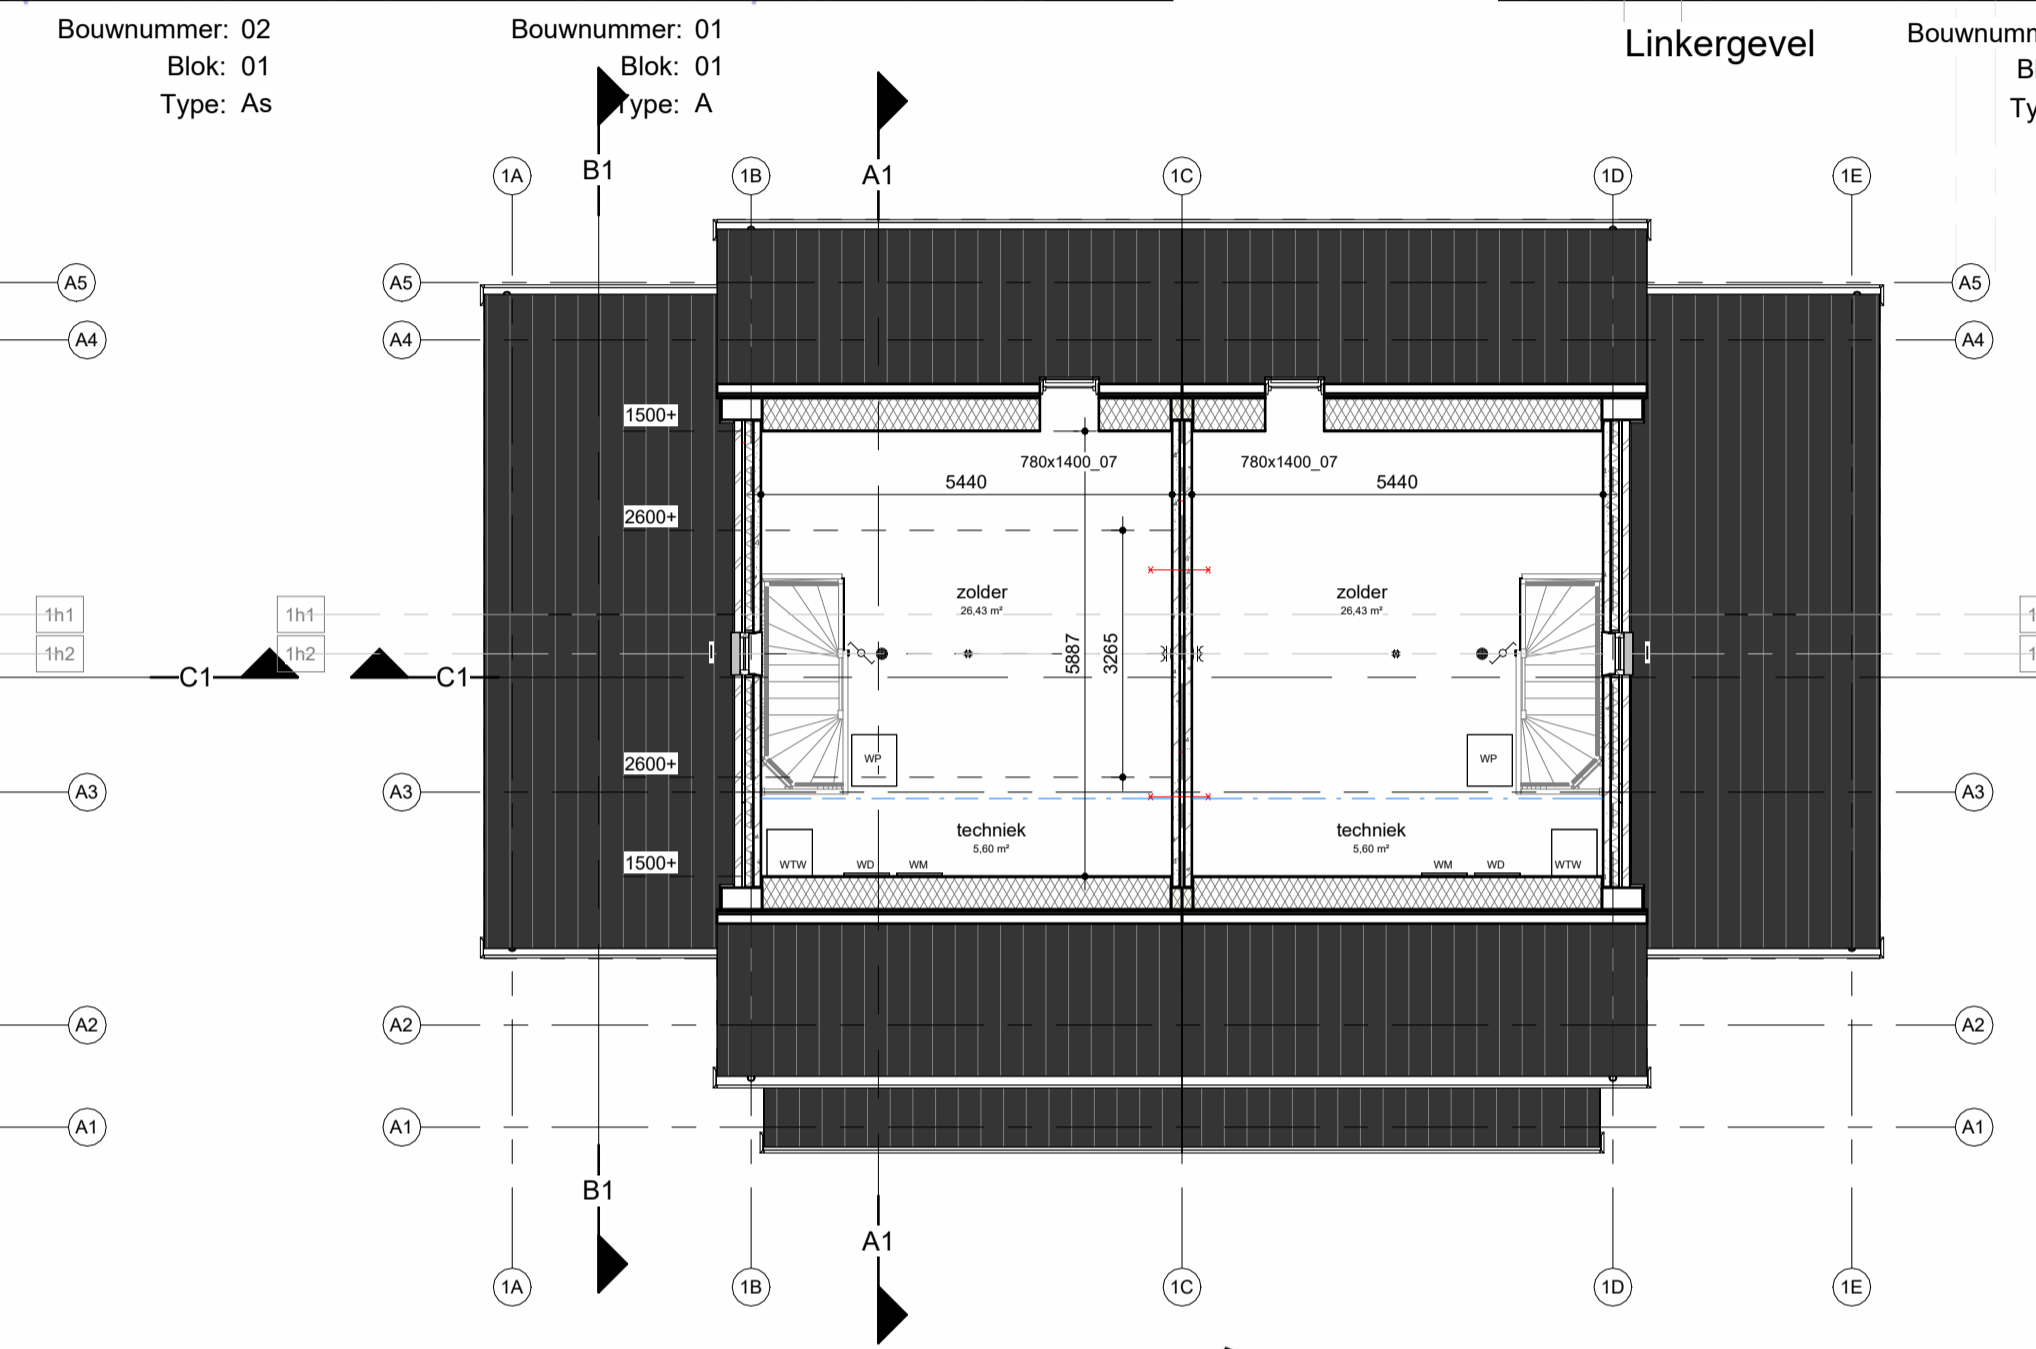 Bouwnummer: 02
Blok: 01
Type: As
Bouwnummer: 01
Blok: 01
Type: A
Linkergevel
B1
A1
1A
1B
1C
1D
1E
A5
A5
A5
A4
A4
A4
1500+
780x1400_07
780x1400_07
5440
5440
2600+
zolder
26,43 m²
zolder
26,43 m²
1h1
1h1
1h2
1h2
5887
3265
C1
C1
WP
WP
2600+
A3
A3
A3
techniek
5,60 m²
techniek
5,60 m²
1500+
WTW
WD
WM
WM
WD
WTW
A2
A2
A2
A1
A1
A1
B1
A1
1A
1B
1C
1D
1E